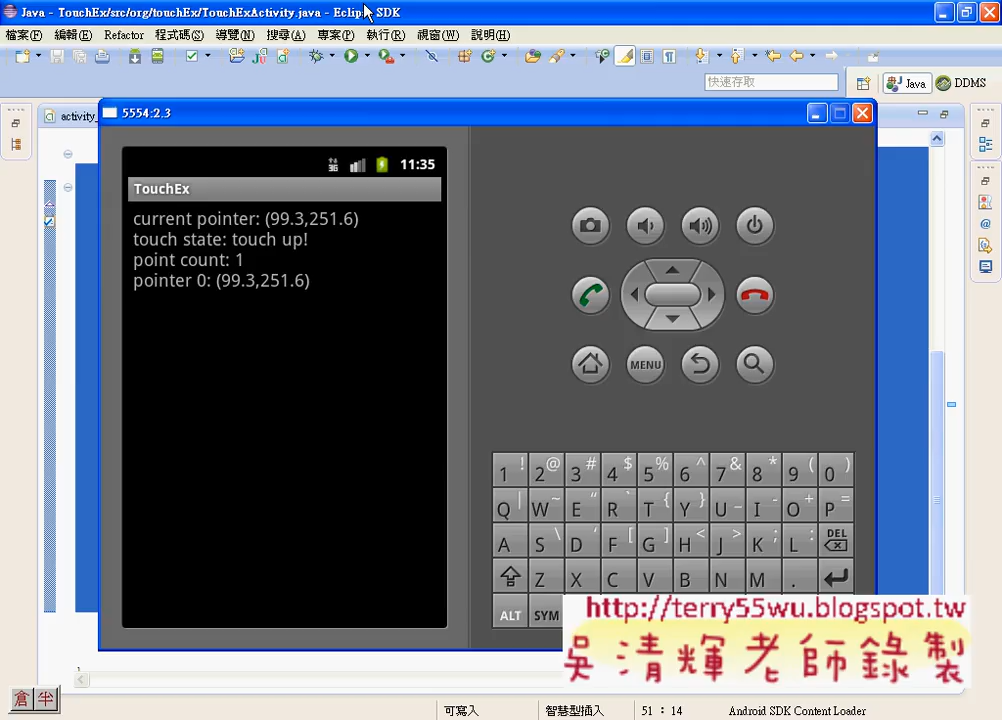 Java - TouchEx/src/org/touchEx/TouchExActivity.java - Eclipse SDK
檔案(F) 編輯(E) Refactor 程式碼(S) 導覽(N) 搜尋(A) 專案(P) 執行(R) 視窗(W) 說明(H)
快速存取
Java
DDMS
activity_
5554:2.3
3G
11:35
TouchEx
current pointer: (99.3,251.6)
touch state: touch up!
point count: 1
pointer 0: (99.3,251.6)
MENU
1 ! 2 @ 3 # 4 $ 5 % 6 ^ 7 & 8 * 9 ( 0 )
Q | W ~ E " R ` T { Y } U _ I - O + P =
A S \ D ' F [ G ] H < J > K ; L : DEL
Z X C V B N M .
ALT SYM
http://terry55wu.blogspot.tw
吳清輝老師錄製
倉 半
可寫入 智慧型插入 51 : 14 Android SDK Content Loader